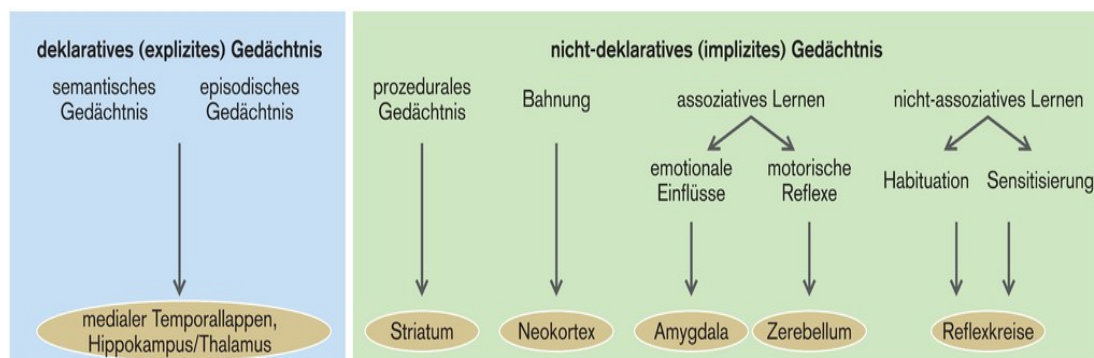 deklaratives (explizites) Gedächtnis
semantisches
Gedächtnis
episodisches
Gedächtnis
medialer Temporallappen,
Hippokampus/Thalamus
nicht-deklaratives (implizites) Gedächtnis
prozedurales
Gedächtnis
Bahnung
assoziatives Lernen
nicht-assoziatives Lernen
emotionale
Einflüsse
motorische
Reflexe
Habituation
Sensitisierung
Striatum
Neokortex
Amygdala
Zerebellum
Reflexkreise